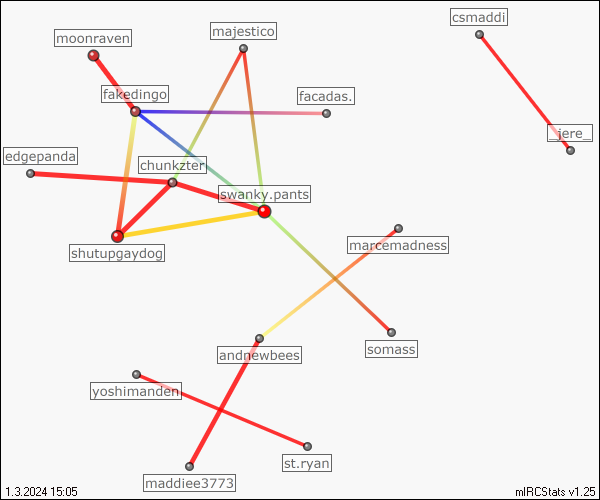 csmaddi
majestico
moonraven
fakedingo
facadas.
_jere_
edgepanda
chunkzter
swanky.pants
shutupgaydog
marcemadness
somass
andnewbees
yoshimanden
st.ryan
maddiee3773
1.3.2024 15:05
mIRCStats v1.25